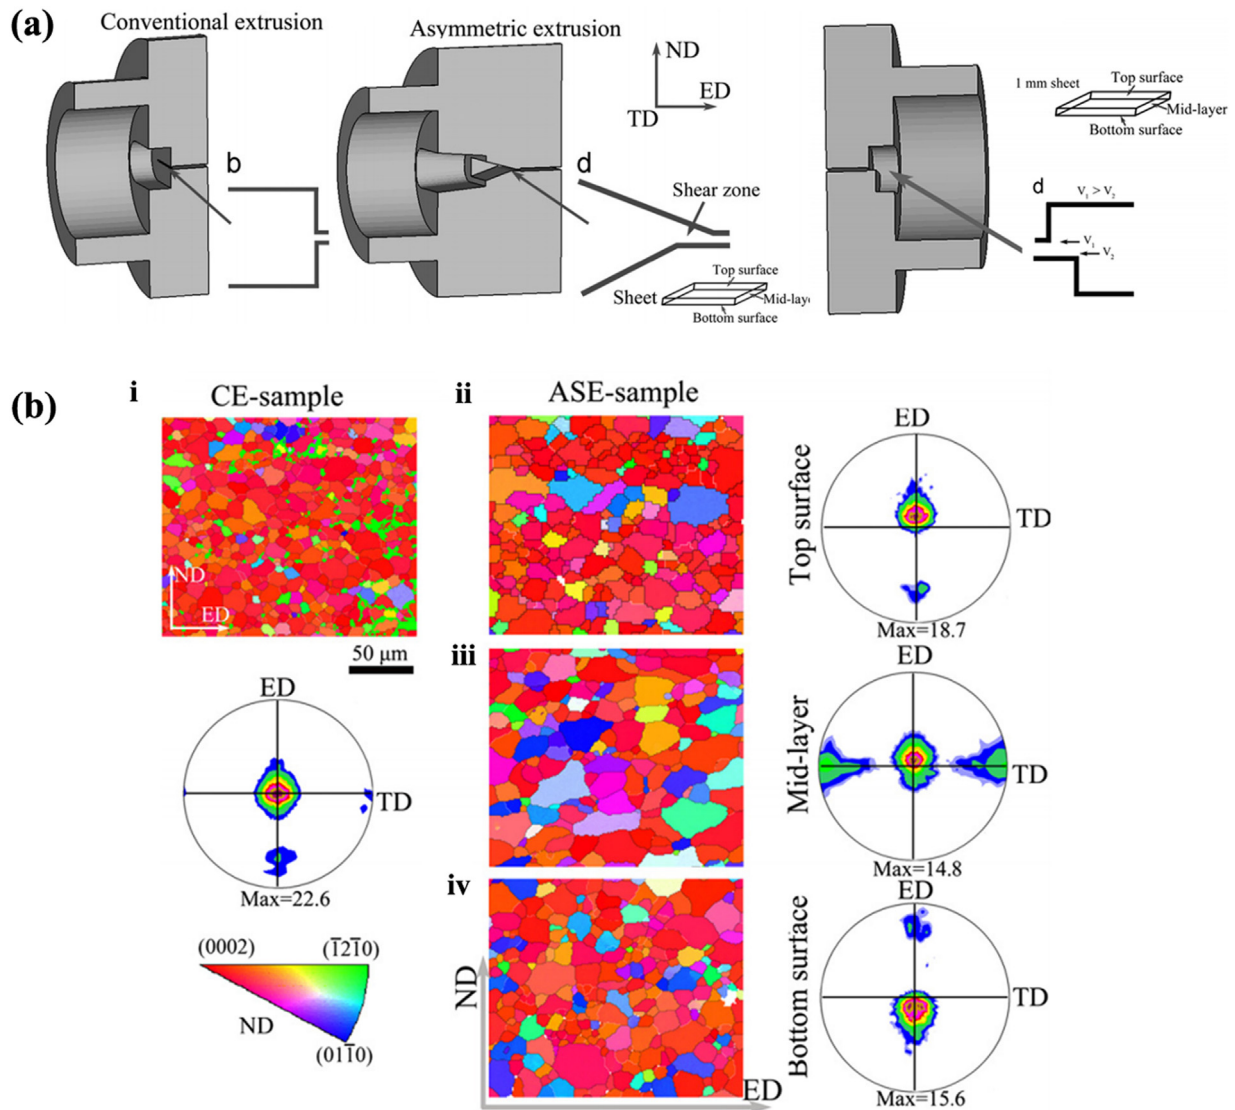 (a)
Conventional extrusion
Asymmetric extrusion
ND
ED
TD
b
d
Shear zone
Sheet
Top surface
Mid-lay
Bottom surface
1 mm sheet
Top surface
Mid-layer
Bottom surface
d
V₁ > V₂
V₁
V₂
(b)
i
CE-sample
ND
ED
50 μm
ED
TD
Max=22.6
(0002)
(1̄21̄0)
ND
(011̄0)
ii
ASE-sample
iii
iv
ND
ED
Top surface
ED
TD
Max=18.7
Mid-layer
ED
TD
Max=14.8
Bottom surface
ED
TD
Max=15.6